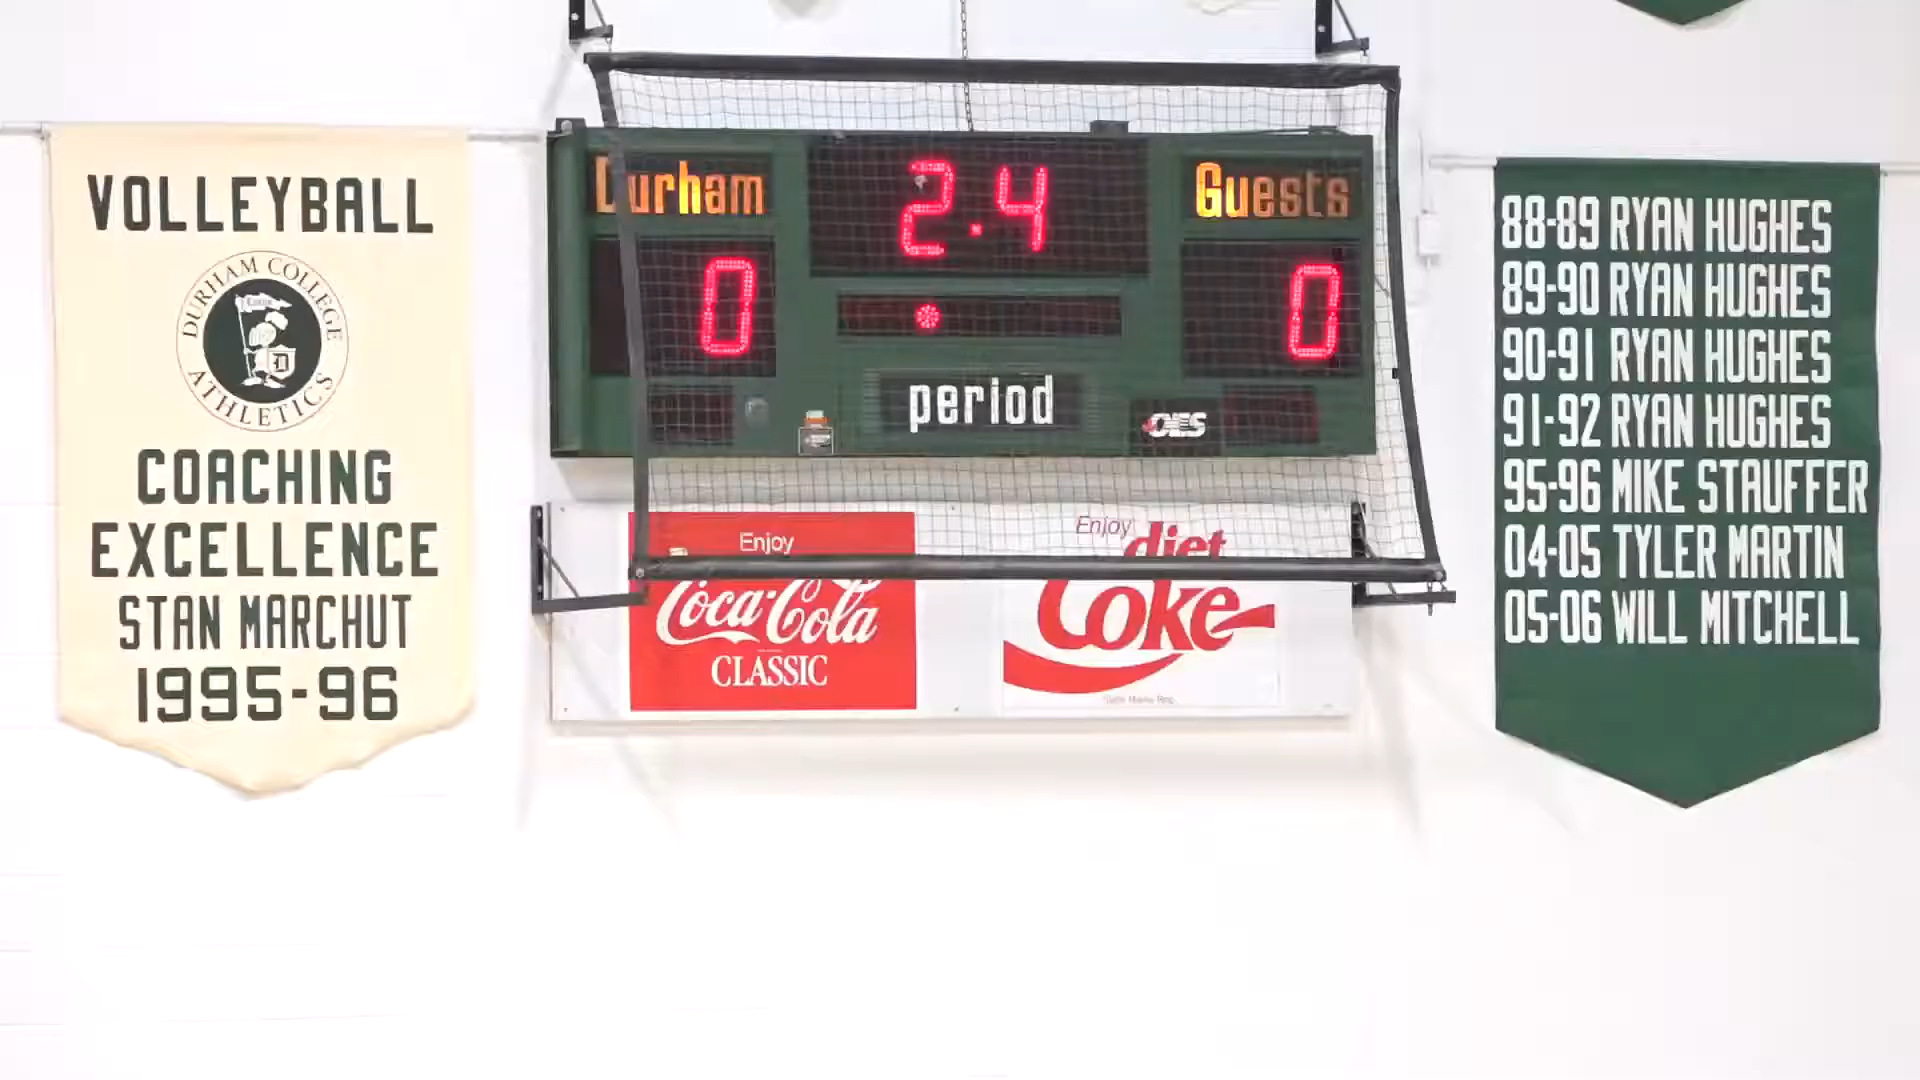 VOLLEYBALL
DURHAM COLLEGE
D
ATHLETICS
COACHING
EXCELLENCE
STAN MARCHUT
1995-96
Durham
2.4
Guests
0
0
period
OES
Enjoy
Coca-Cola
CLASSIC
Enjoy
diet
Coke
88-89 RYAN HUGHES
89-90 RYAN HUGHES
90-91 RYAN HUGHES
91-92 RYAN HUGHES
95-96 MIKE STAUFFER
04-05 TYLER MARTIN
05-06 WILL MITCHELL